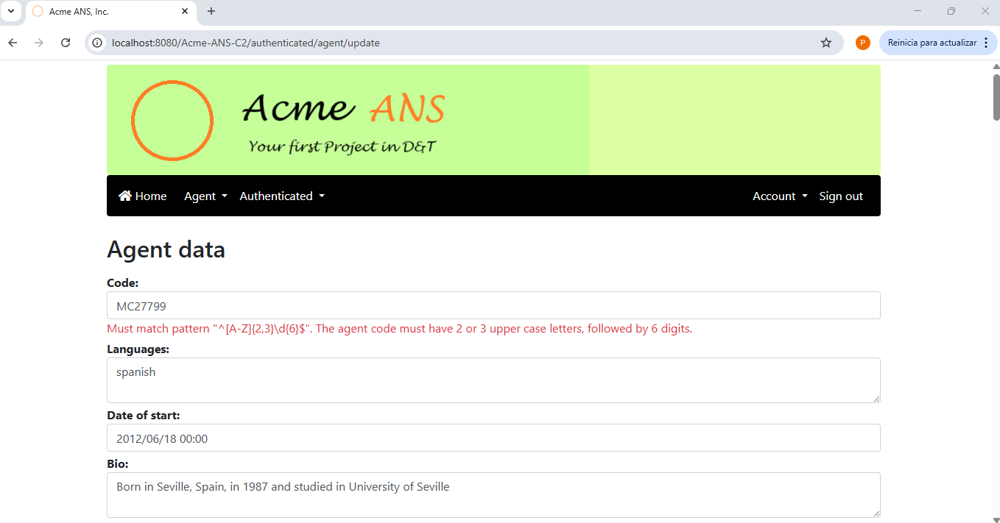 Acme ANS, Inc.
localhost:8080/Acme-ANS-C2/authenticated/agent/update
P
Reinicia para actualizar
Acme ANS
Your first Project in D&T
Home Agent Authenticated Account Sign out
Agent data
Code:
MC27799
Must match pattern "^[A-Z]{2,3}\d{6}$". The agent code must have 2 or 3 upper case letters, followed by 6 digits.
Languages:
spanish
Date of start:
2012/06/18 00:00
Bio:
Born in Seville, Spain, in 1987 and studied in University of Seville